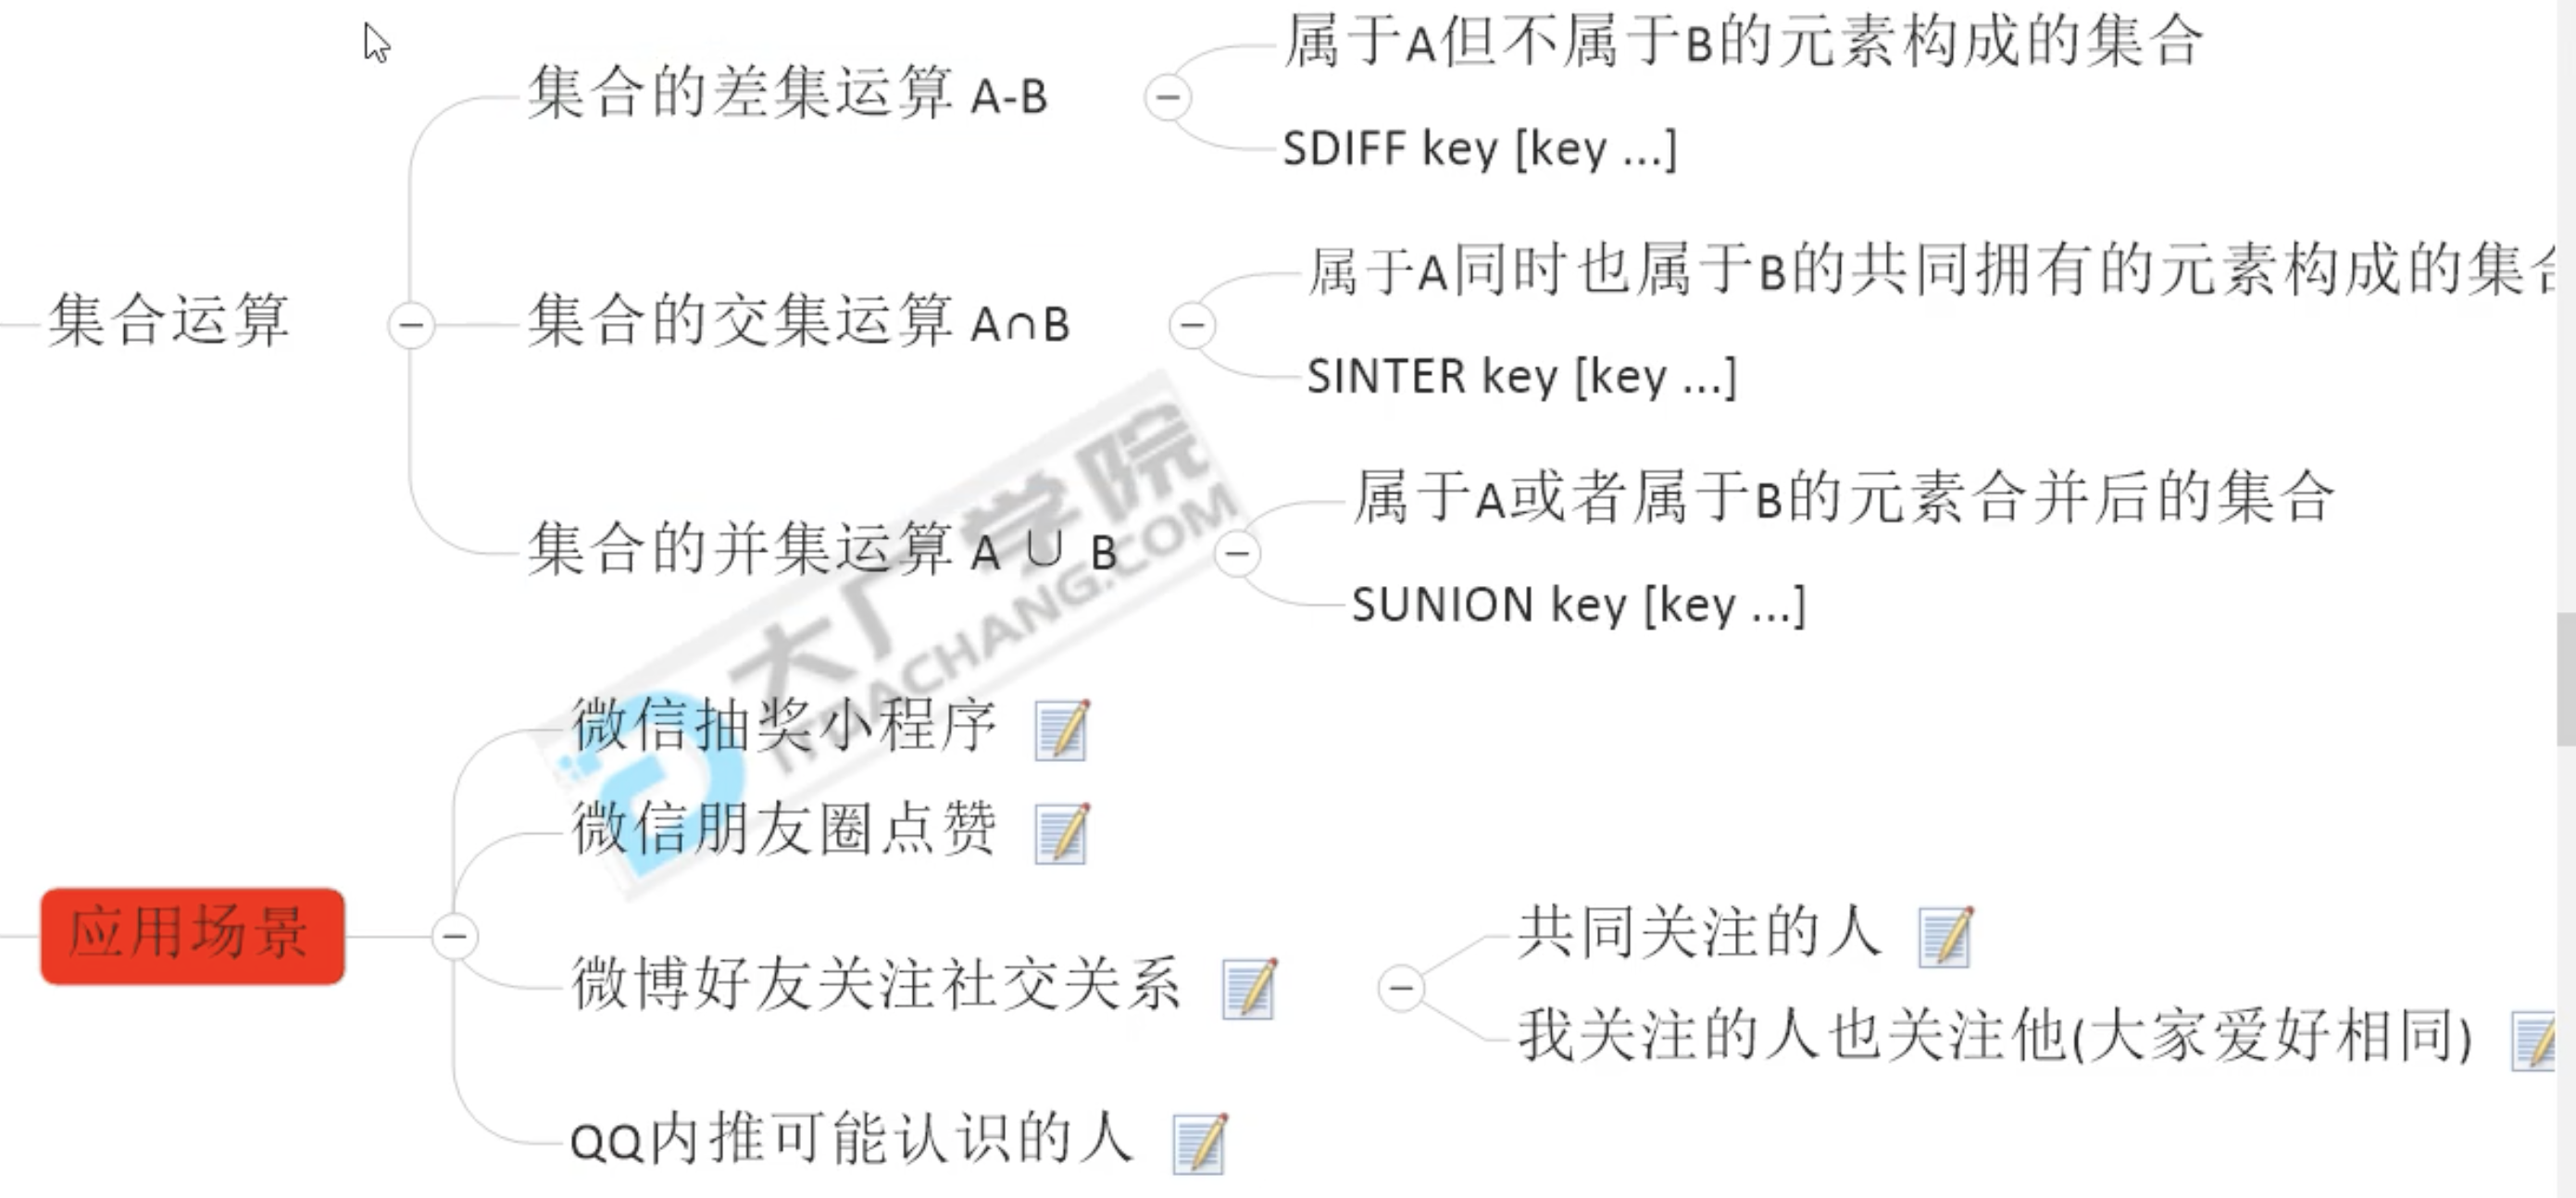 集合运算
集合的差集运算 A-B
属于A但不属于B的元素构成的集合
SDIFF key [key ...]
集合的交集运算 A∩B
属于A同时也属于B的共同拥有的元素构成的集合
SINTER key [key ...]
集合的并集运算 A ∪ B
属于A或者属于B的元素合并后的集合
SUNION key [key ...]
大厂学院
ITDACHANG.COM
应用场景
微信抽奖小程序
微信朋友圈点赞
微博好友关注社交关系
共同关注的人
我关注的人也关注他(大家爱好相同)
QQ内推可能认识的人